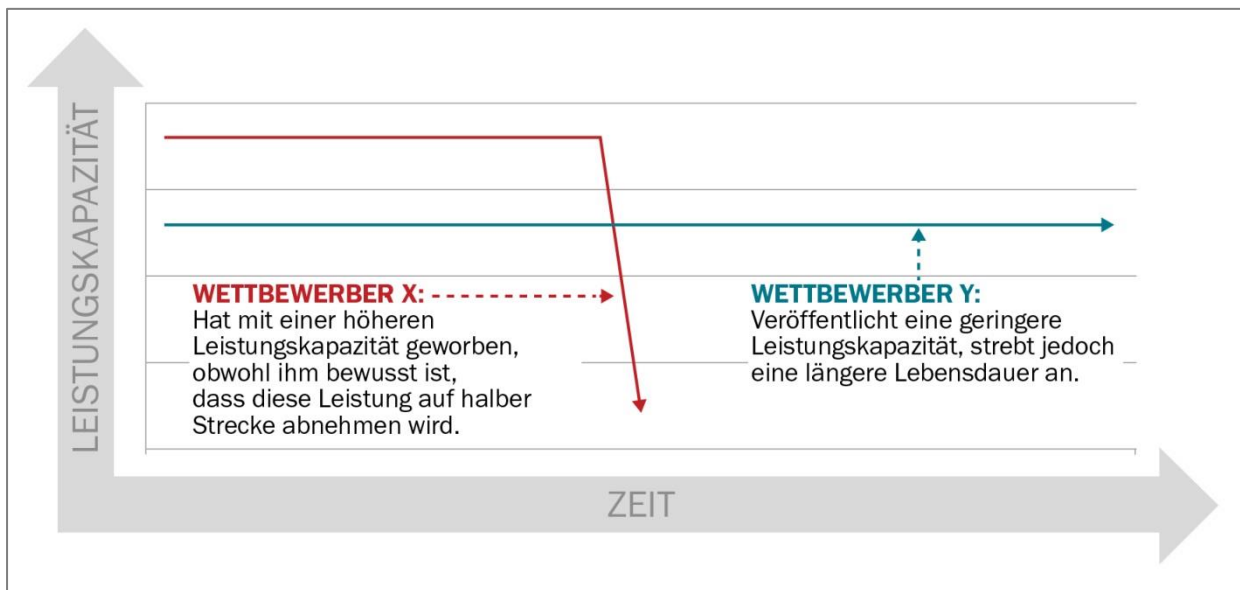 LEISTUNGSKAPAZITÄT
WETTBEWERBER X:
Hat mit einer höheren
Leistungskapazität geworben,
obwohl ihm bewusst ist,
dass diese Leistung auf halber
Strecke abnehmen wird.
WETTBEWERBER Y:
Veröffentlicht eine geringere
Leistungskapazität, strebt jedoch
eine längere Lebensdauer an.
ZEIT